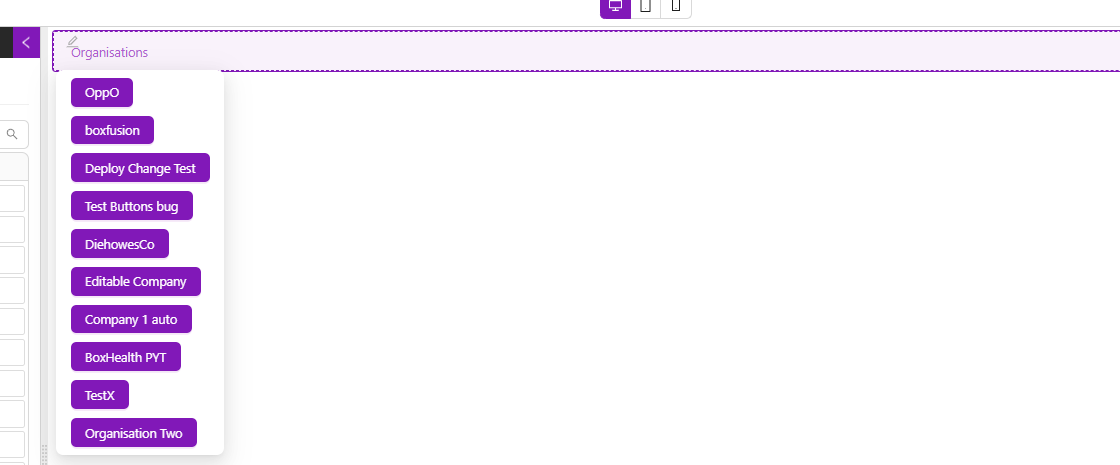 Organisations
OppO
boxfusion
Deploy Change Test
Test Buttons bug
DiehowesCo
Editable Company
Company 1 auto
BoxHealth PYT
TestX
Organisation Two